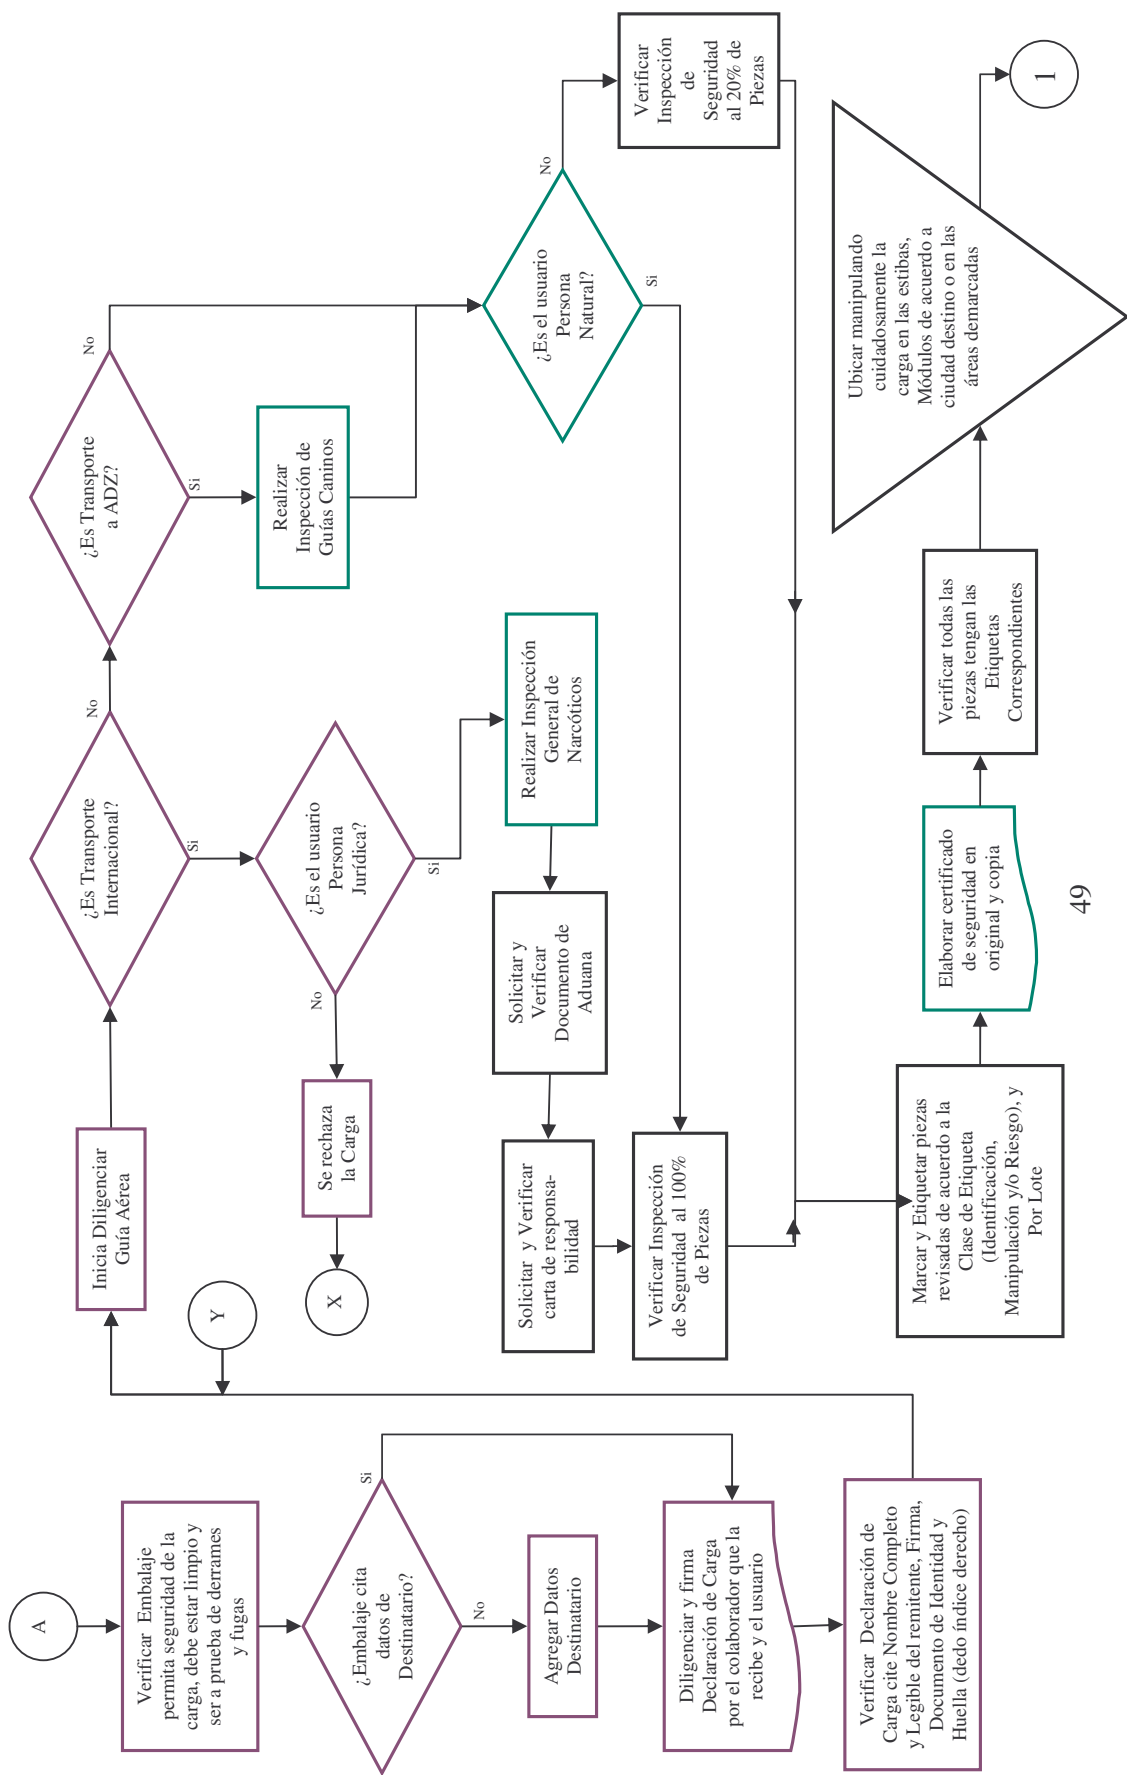 A
Verificar Embalaje
permita seguridad de la
carga, debe estar limpio y
ser a prueba de derrames
y fugas
¿Embalaje cita
datos de
Destinatario?
Si
No
Agregar Datos
Destinatario
Diligenciar y firma
Declaración de Carga
por el colaborador que la
recibe y el usuario
Verificar Declaración de
Carga cite Nombre Completo
y Legible del remitente, Firma,
Documento de Identidad y
Huella (dedo índice derecho)
Y
Inicia Diligenciar
Guía Aérea
¿Es Transporte
Internacional?
No
Si
¿Es el usuario
Persona
Jurídica?
No
Si
Se rechaza
la Carga
X
Realizar Inspección
General de
Narcóticos
Solicitar y
Verificar
Documento de
Aduana
Solicitar y Verificar
carta de responsa-
bilidad
Verificar Inspección
de Seguridad al 100%
de Piezas
¿Es Transporte
a ADZ?
No
Si
Realizar
Inspección de
Guías Caninos
¿Es el usuario
Persona
Natural?
No
Si
Verificar
Inspección
de
Seguridad
al 20% de
Piezas
Marcar y Etiquetar piezas
revisadas de acuerdo a la
Clase de Etiqueta
(Identificación,
Manipulación y/o Riesgo), y
Por Lote
Elaborar certificado
de seguridad en
original y copia
Verificar todas las
piezas tengan las
Etiquetas
Correspondientes
Ubicar manipulando
cuidadosamente la
carga en las estibas,
Módulos de acuerdo a
ciudad destino o en las
áreas demarcadas
1
49